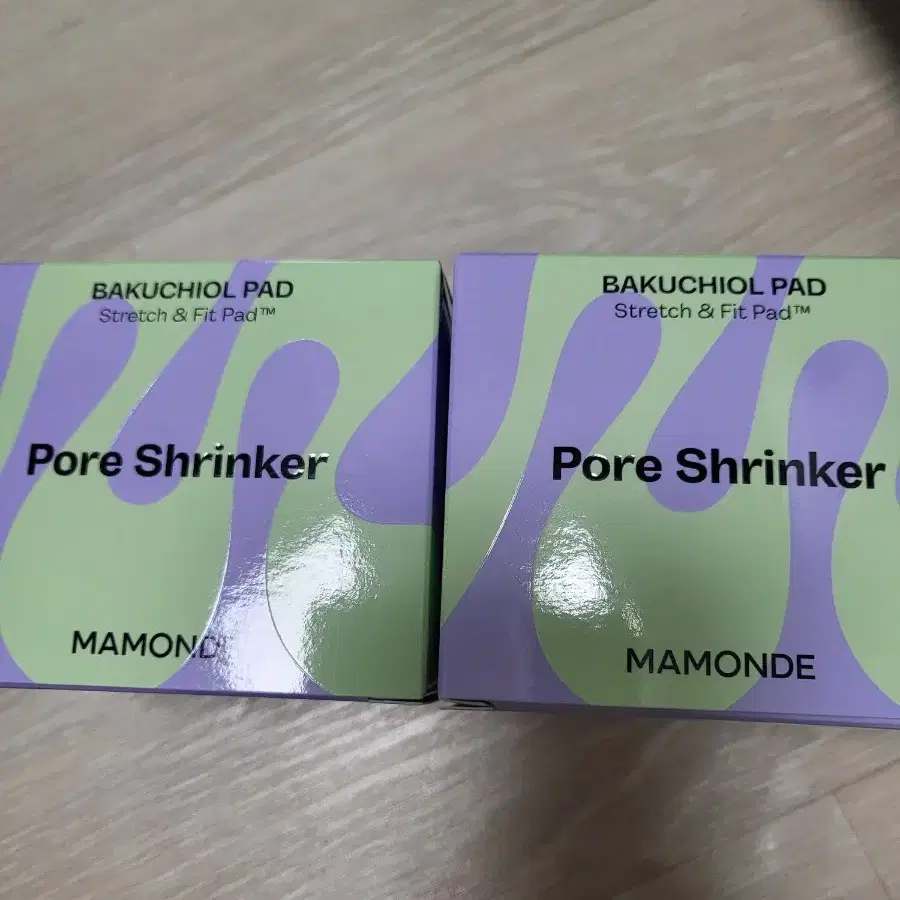 BAKUCHIOL PAD
Stretch & Fit Pad™
Pore Shrinker
MAMONDE
BAKUCHIOL PAD
Stretch & Fit Pad™
Pore Shrinker
MAMONDE